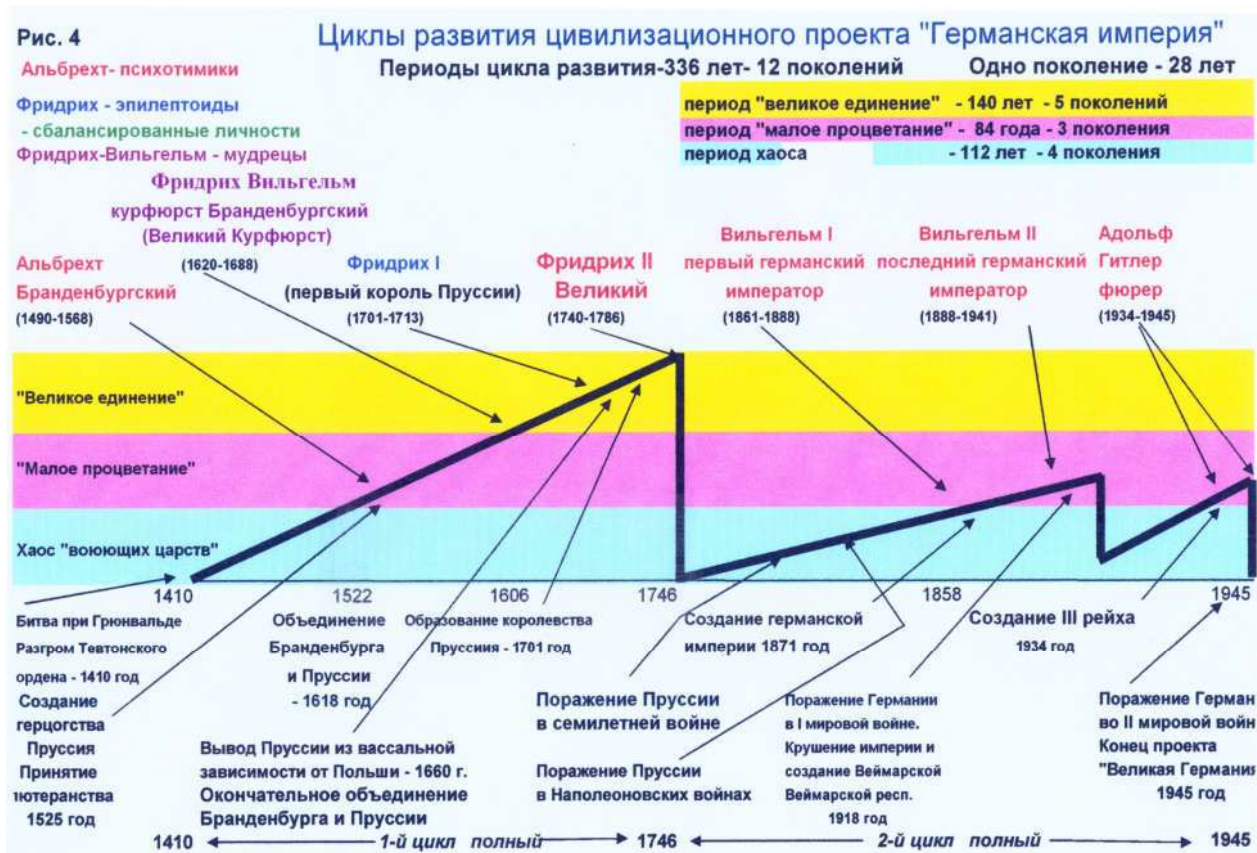 Рис. 4
Циклы развития цивилизационного проекта "Германская империя"
Альбрехт- психотимики
Периоды цикла развития-336 лет- 12 поколений
Одно поколение - 28 лет
Фридрих - эпилептоиды
- сбалансированные личности
Фридрих-Вильгельм - мудрецы
период "великое единение" - 140 лет - 5 поколений
период "малое процветание" - 84 года - 3 поколения
период хаоса - 112 лет - 4 поколения
Фридрих Вильгельм
курфюрст Бранденбургский
(Великий Курфюрст)
(1620-1688)
Альбрехт
Бранденбургский
(1490-1568)
Фридрих I
(первый король Пруссии)
(1701-1713)
Фридрих II
Великий
(1740-1786)
Вильгельм I
первый германский
император
(1861-1888)
Вильгельм II
последний германский
император
(1888-1941)
Адольф
Гитлер
фюрер
(1934-1945)
"Великое единение"
"Малое процветание"
Хаос "воюющих царств"
1410
1522
1606
1746
1858
1945
Битва при Грюнвальде
Разгром Тевтонского
ордена - 1410 год
Создание
герцогства
Пруссия
Принятие
лютеранства
1525 год
Объединение
Бранденбурга
и Пруссии
- 1618 год
Образование королевства
Пруссиия - 1701 год
Вывод Пруссии из вассальной
зависимости от Польши - 1660 г.
Окончательное объединение
Бранденбурга и Пруссии
Создание германской
империи 1871 год
Поражение Пруссии
в семилетней войне
Поражение Пруссии
в Наполеоновских войнах
Поражение Германии
в I мировой войне.
Крушение империи и
создание Веймарской
Веймарской респ.
1918 год
Создание III рейха
1934 год
Поражение Герман
во II мировой войн
Конец проекта
"Великая Германия
1945 год
1410
1-й цикл полный
1746
2-й цикл полный
1945